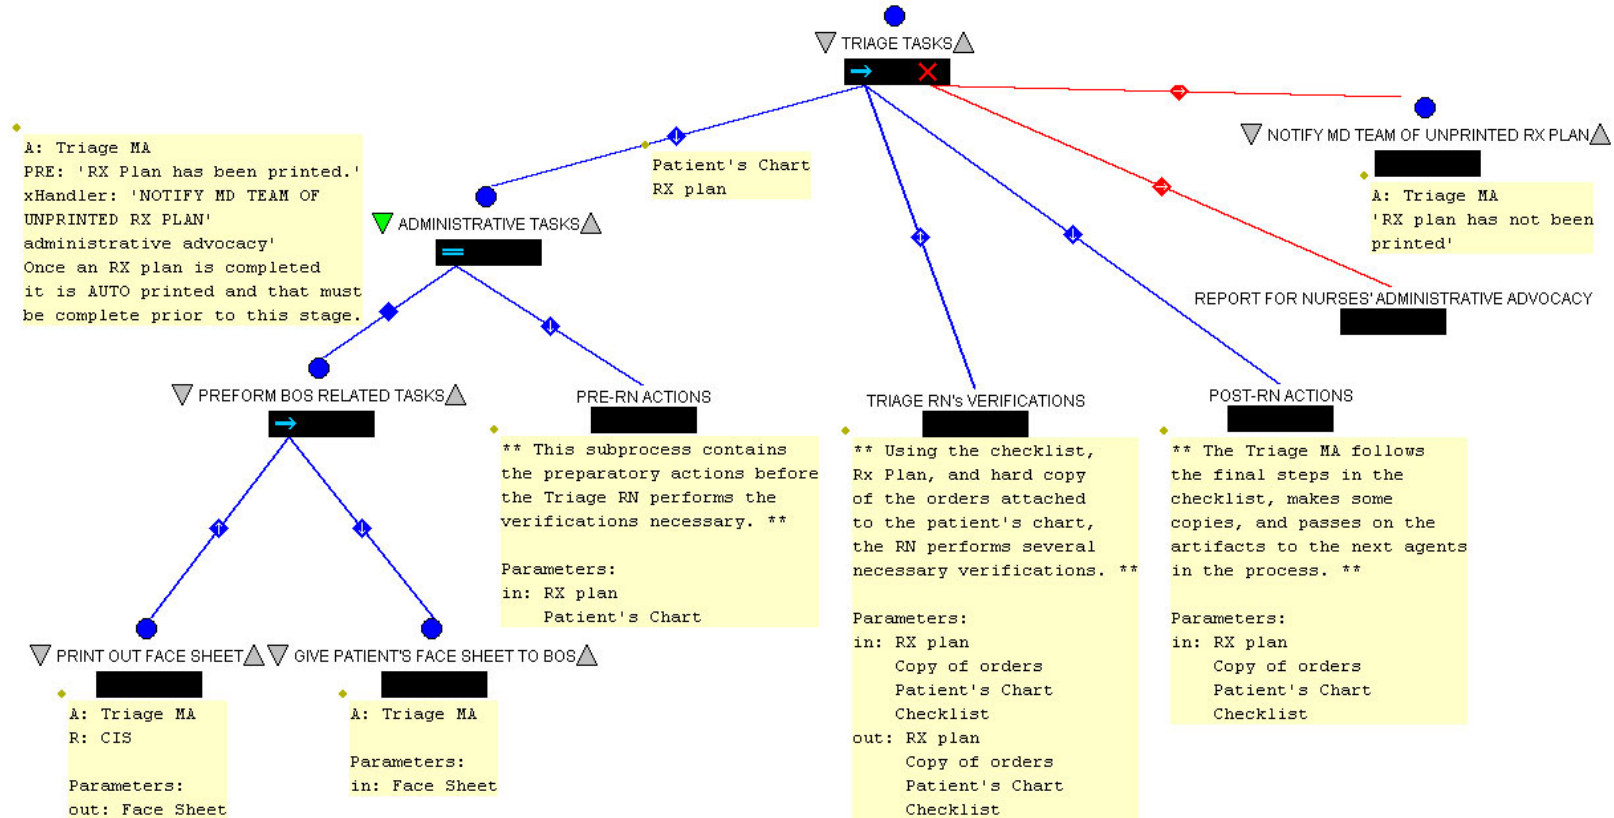 TRIAGE TASKS
NOTIFY MD TEAM OF UNPRINTED RX PLAN
A: Triage MA
'RX plan has not been
printed'
A: Triage MA
PRE: 'RX Plan has been printed.'
xHandler: 'NOTIFY MD TEAM OF
UNPRINTED RX PLAN'
administrative advocacy'
Once an RX plan is completed
it is AUTO printed and that must
be complete prior to this stage.
Patient's Chart
RX plan
ADMINISTRATIVE TASKS
REPORT FOR NURSES' ADMINISTRATIVE ADVOCACY
PREFORM BOS RELATED TASKS
PRE-RN ACTIONS
** This subprocess contains
the preparatory actions before
the Triage RN performs the
verifications necessary. **
Parameters:
in: RX plan
Patient's Chart
TRIAGE RN's VERIFICATIONS
** Using the checklist,
Rx Plan, and hard copy
of the orders attached
to the patient's chart,
the RN performs several
necessary verifications. **
Parameters:
in: RX plan
Copy of orders
Patient's Chart
Checklist
out: RX plan
Copy of orders
Patient's Chart
Checklist
POST-RN ACTIONS
** The Triage MA follows
the final steps in the
checklist, makes some
copies, and passes on the
artifacts to the next agents
in the process. **
Parameters:
in: RX plan
Copy of orders
Patient's Chart
Checklist
PRINT OUT FACE SHEET
A: Triage MA
R: CIS
Parameters:
out: Face Sheet
GIVE PATIENT'S FACE SHEET TO BOS
A: Triage MA
Parameters:
in: Face Sheet